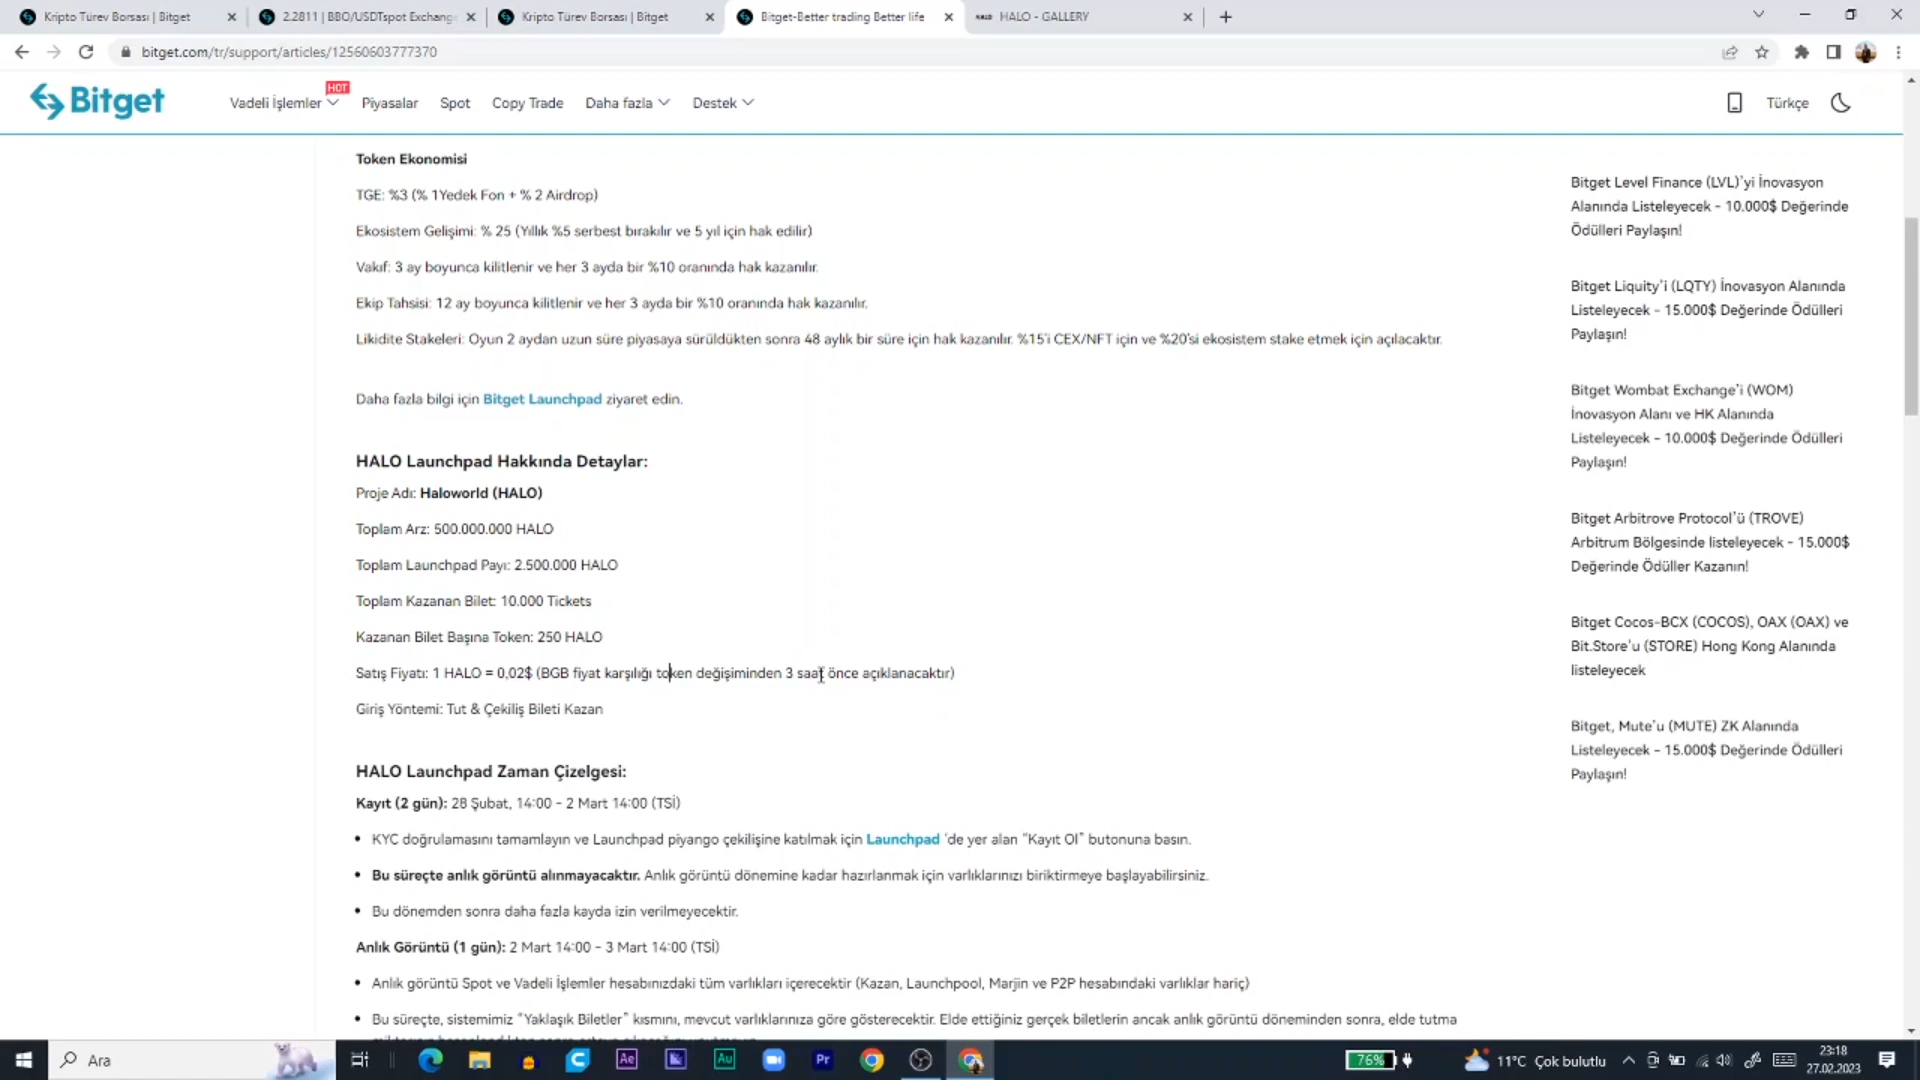 Kripto Türev Borsası | Bitget
2.2811 | BBO/USDTspot Exchange
Kripto Türev Borsası | Bitget
Bitget-Better trading Better life
HALO - GALLERY
bitget.com/tr/support/articles/12560603777370
Bitget
Vadeli İşlemler
HOT
Piyasalar
Spot
Copy Trade
Daha fazla
Destek
Türkçe
Token Ekonomisi
TGE: %3 (% 1Yedek Fon + % 2 Airdrop)
Ekosistem Gelişimi: % 25 (Yıllık %5 serbest bırakılır ve 5 yıl için hak edilir)
Vakıf: 3 ay boyunca kilitlenir ve her 3 ayda bir %10 oranında hak kazanılır.
Ekip Tahsisi: 12 ay boyunca kilitlenir ve her 3 ayda bir %10 oranında hak kazanılır.
Likidite Stakeleri: Oyun 2 aydan uzun süre piyasaya sürüldükten sonra 48 aylık bir süre için hak kazanılır. %15'i CEX/NFT için ve %20'si ekosistem stake etmek için açılacaktır.
Daha fazla bilgi için Bitget Launchpad ziyaret edin.
HALO Launchpad Hakkında Detaylar:
Proje Adı: Haloworld (HALO)
Toplam Arz: 500.000.000 HALO
Toplam Launchpad Payı: 2.500.000 HALO
Toplam Kazanan Bilet: 10.000 Tickets
Kazanan Bilet Başına Token: 250 HALO
Satış Fiyatı: 1 HALO = 0,02$ (BGB fiyat karşılığı token değişiminden 3 saat önce açıklanacaktır)
Giriş Yöntemi: Tut & Çekiliş Bileti Kazan
HALO Launchpad Zaman Çizelgesi:
Kayıt (2 gün): 28 Şubat, 14:00 - 2 Mart 14:00 (TSİ)
• KYC doğrulamasını tamamlayın ve Launchpad piyango çekilişine katılmak için Launchpad 'de yer alan "Kayıt Ol" butonuna basın.
• Bu süreçte anlık görüntü alınmayacaktır. Anlık görüntü dönemine kadar hazırlanmak için varlıklarınızı biriktirmeye başlayabilirsiniz.
• Bu dönemden sonra daha fazla kayda izin verilmeyecektir.
Anlık Görüntü (1 gün): 2 Mart 14:00 - 3 Mart 14:00 (TSİ)
• Anlık görüntü Spot ve Vadeli İşlemler hesabınızdaki tüm varlıkları içerecektir (Kazan, Launchpool, Marjin ve P2P hesabındaki varlıklar hariç)
• Bu süreçte, sistemimiz "Yaklaşık Biletler" kısmını, mevcut varlıklarınıza göre gösterecektir. Elde ettiğiniz gerçek biletlerin ancak anlık görüntü döneminden sonra, elde tutma
Bitget Level Finance (LVL)'yi İnovasyon
Alanında Listeleyecek - 10.000$ Değerinde
Ödülleri Paylaşın!
Bitget Liquity'i (LQTY) İnovasyon Alanında
Listeleyecek - 15.000$ Değerinde Ödülleri
Paylaşın!
Bitget Wombat Exchange'i (WOM)
İnovasyon Alanı ve HK Alanında
Listeleyecek - 10.000$ Değerinde Ödülleri
Paylaşın!
Bitget Arbitrove Protocol'ü (TROVE)
Arbitrum Bölgesinde listeleyecek - 15.000$
Değerinde Ödüller Kazanın!
Bitget Cocos-BCX (COCOS), OAX (OAX) ve
Bit.Store'u (STORE) Hong Kong Alanında
listeleyecek
Bitget, Mute'u (MUTE) ZK Alanında
Listeleyecek - 15.000$ Değerinde Ödülleri
Paylaşın!
Ara
Ae
Au
Pr
76%
11°C Çok bulutlu
23:18
27.02.2023